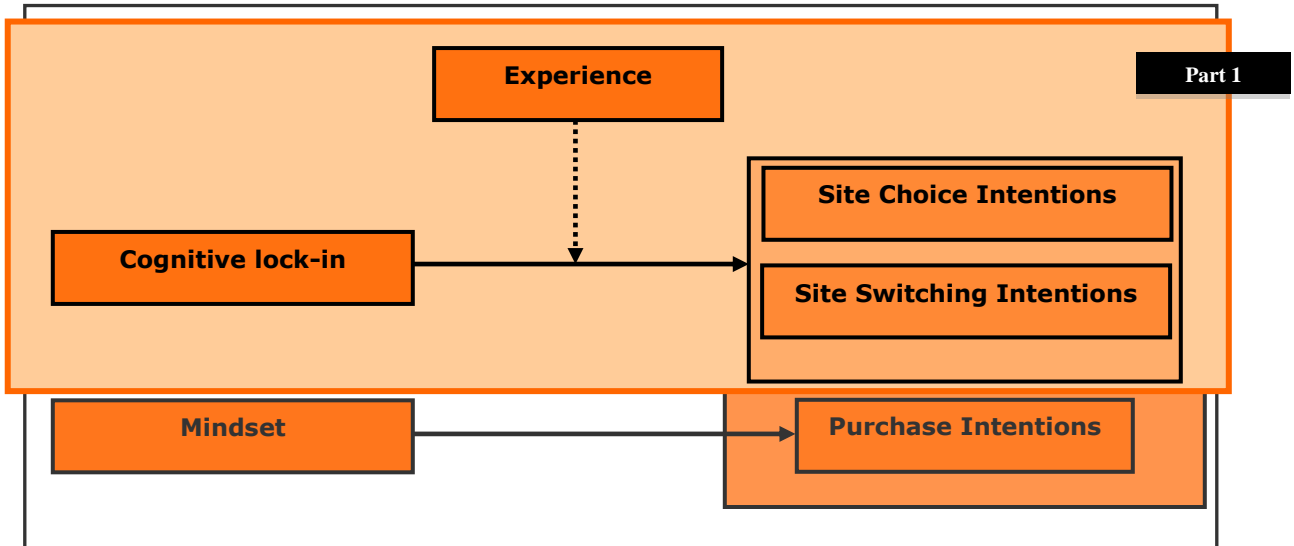 Experience
Part 1
Site Choice Intentions
Cognitive lock-in
Site Switching Intentions
Mindset
Purchase Intentions